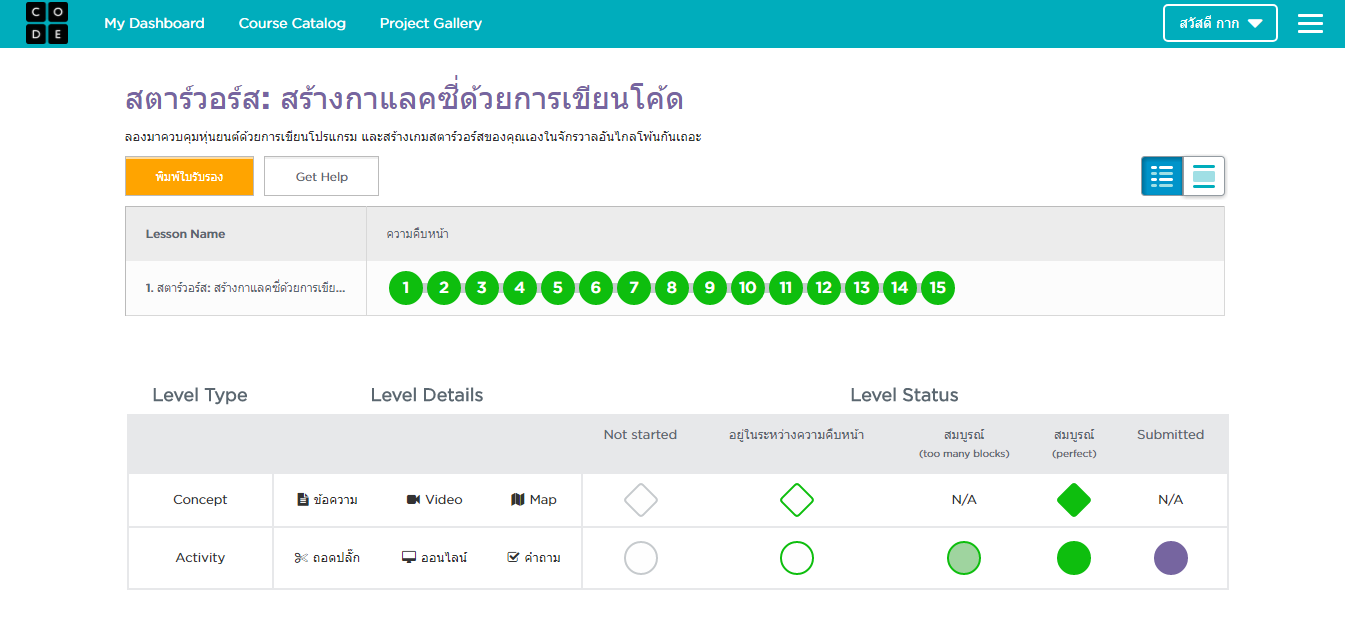 CODE My Dashboard Course Catalog Project Gallery สวัสดี กาก
สตาร์วอร์ส: สร้างกาแลคซี่ด้วยการเขียนโค้ด
ลองมาควบคุมหุ่นยนต์ด้วยการเขียนโปรแกรม และสร้างเกมสตาร์วอร์สของคุณเองในจักรวาลอันไกลโพ้นกันเถอะ
พิมพ์ใบรับรอง Get Help
Lesson Name ความคืบหน้า
1. สตาร์วอร์ส: สร้างกาแลคซี่ด้วยการเขีย... 1 2 3 4 5 6 7 8 9 10 11 12 13 14 15
Level Type Level Details Level Status
Not started อยู่ในระหว่างความคืบหน้า สมบูรณ์ สมบูรณ์ Submitted
(too many blocks) (perfect)
Concept ข้อความ Video Map N/A N/A
Activity ถอดปลั๊ก ออนไลน์ คำถาม